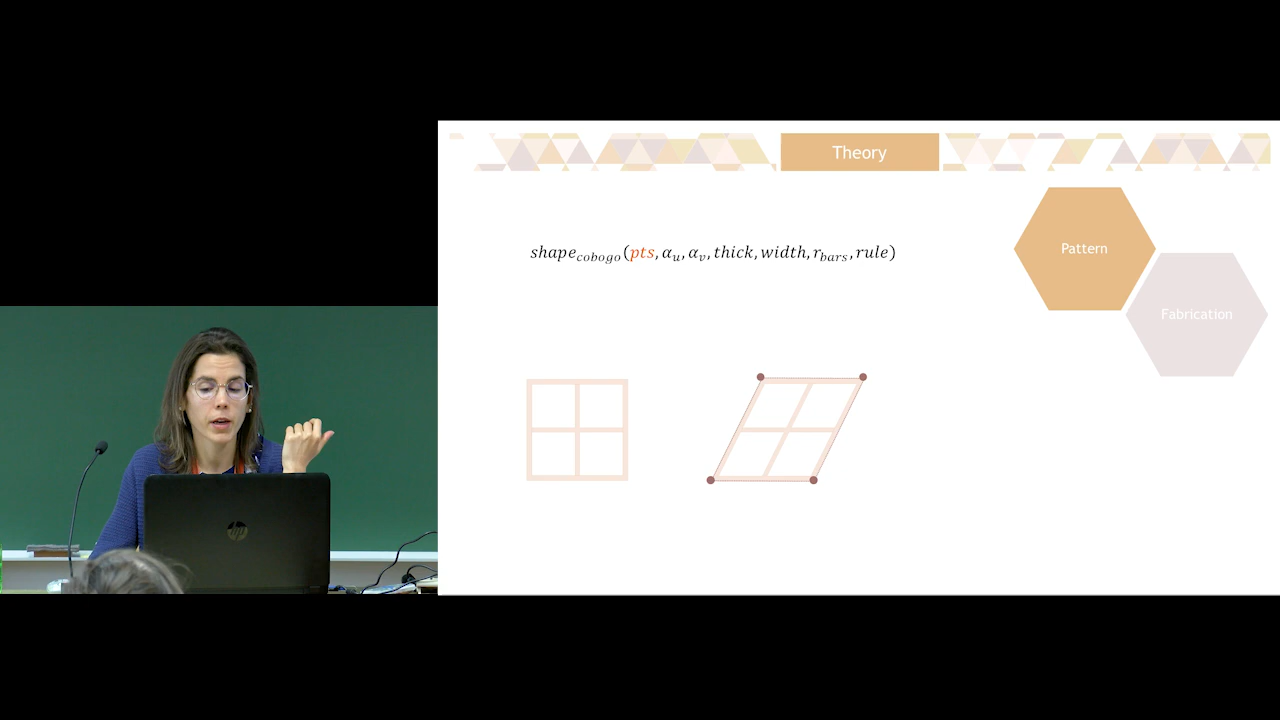 Theory
shape_cobogo(pts, α_u, α_v, thick, width, r_bars, rule)
Pattern
Fabrication
hp